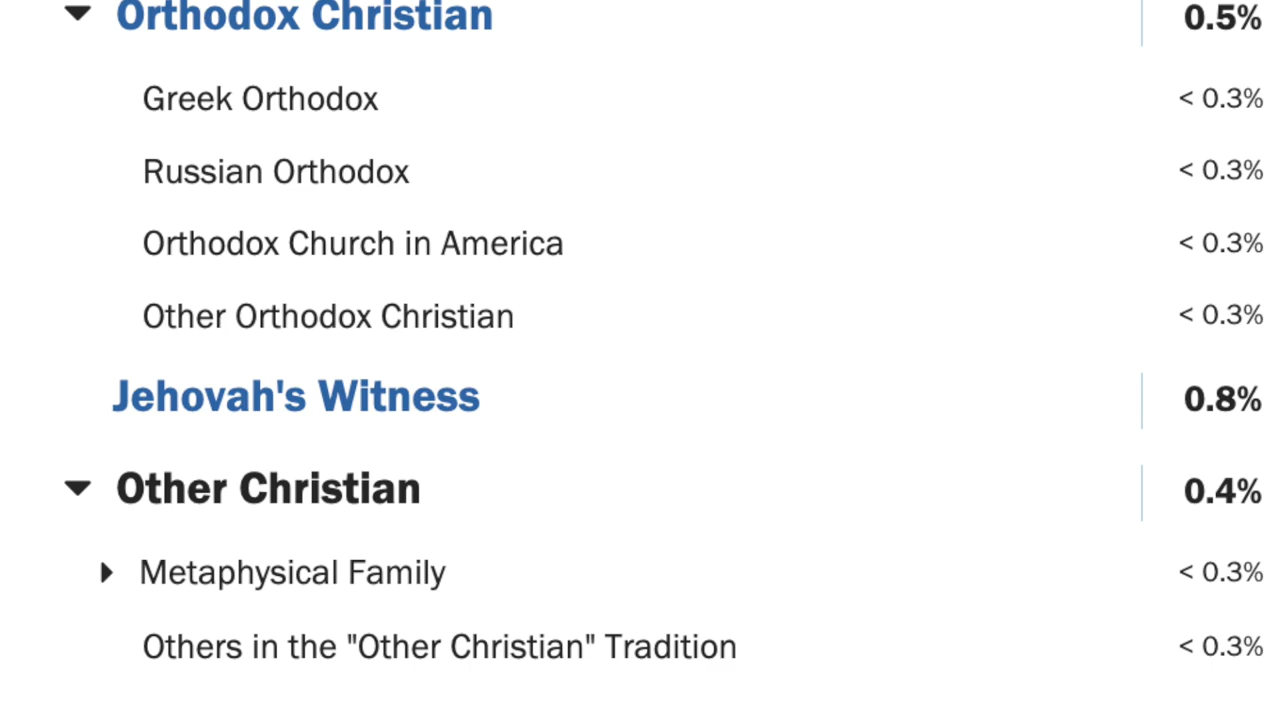 Orthodox Christian 0.5%
Greek Orthodox < 0.3%
Russian Orthodox < 0.3%
Orthodox Church in America < 0.3%
Other Orthodox Christian < 0.3%
Jehovah's Witness 0.8%
Other Christian 0.4%
Metaphysical Family < 0.3%
Others in the "Other Christian" Tradition < 0.3%